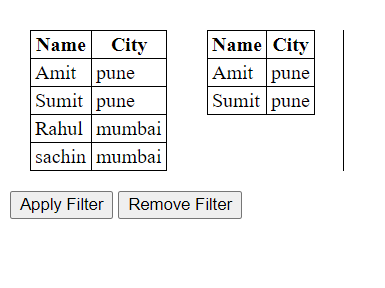 Name City Name City
Amit pune Amit pune
Sumit pune Sumit pune
Rahul mumbai
sachin mumbai
Apply Filter Remove Filter